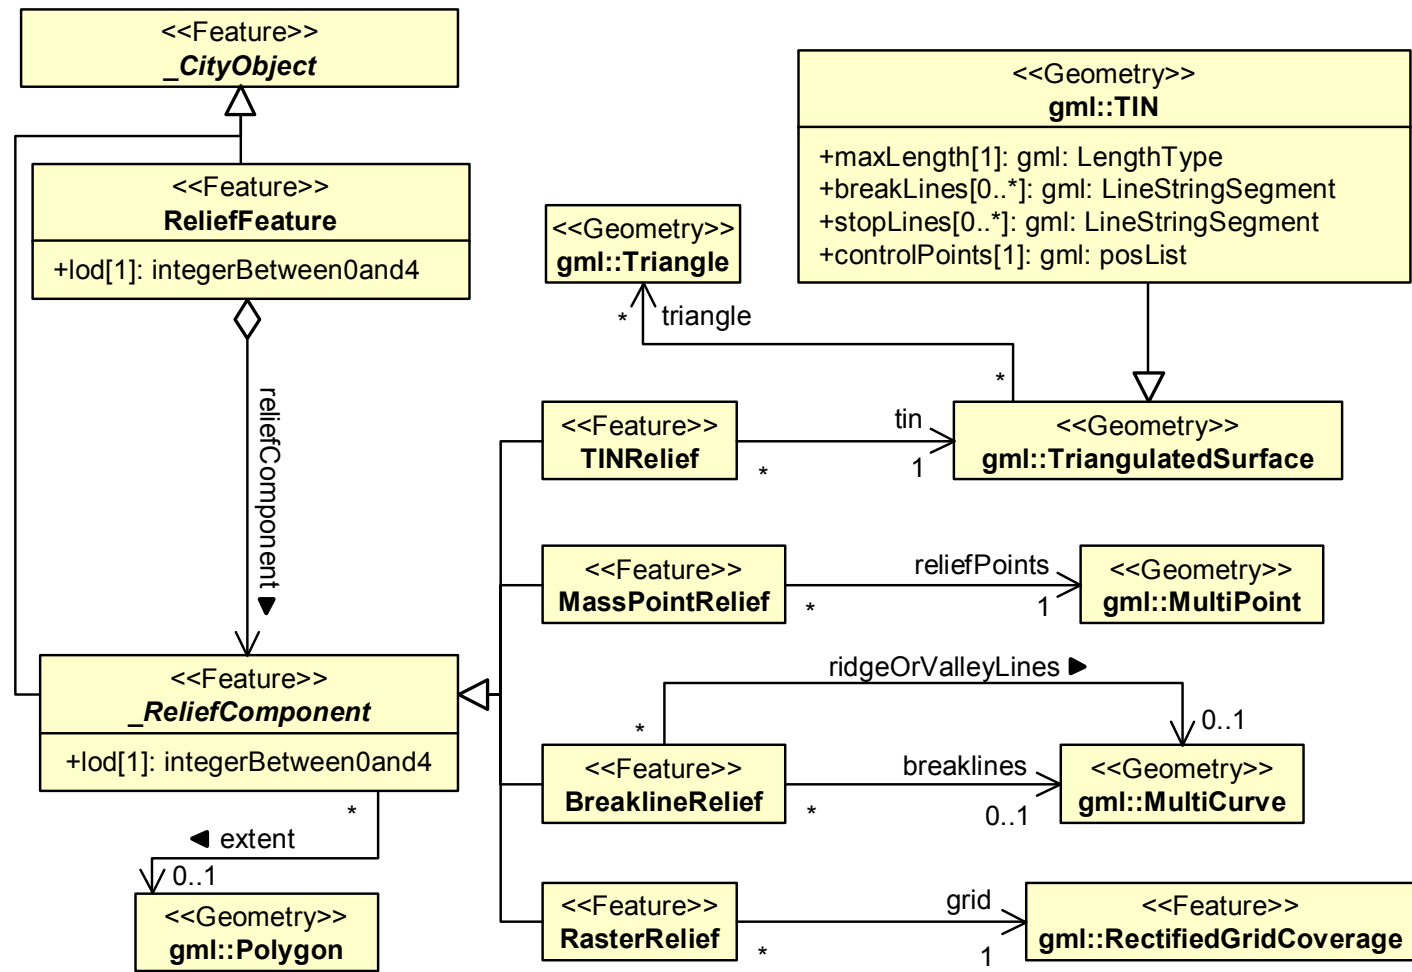 <<Feature>>
_CityObject
<<Feature>>
ReliefFeature
+lod[1]: integerBetween0and4
<<Geometry>>
gml::TIN
+maxLength[1]: gml: LengthType
+breakLines[0..*]: gml: LineStringSegment
+stopLines[0..*]: gml: LineStringSegment
+controlPoints[1]: gml: posList
<<Geometry>>
gml::Triangle
* triangle
*
reliefComponent
<<Feature>>
TINRelief
tin
* 1
<<Geometry>>
gml::TriangulatedSurface
<<Feature>>
MassPointRelief
reliefPoints
* 1
<<Geometry>>
gml::MultiPoint
<<Feature>>
_ReliefComponent
+lod[1]: integerBetween0and4
ridgeOrValleyLines
* 0..1
<<Feature>>
BreaklineRelief
breaklines
* 0..1
<<Geometry>>
gml::MultiCurve
*
extent
0..1
<<Geometry>>
gml::Polygon
<<Feature>>
RasterRelief
grid
* 1
<<Feature>>
gml::RectifiedGridCoverage